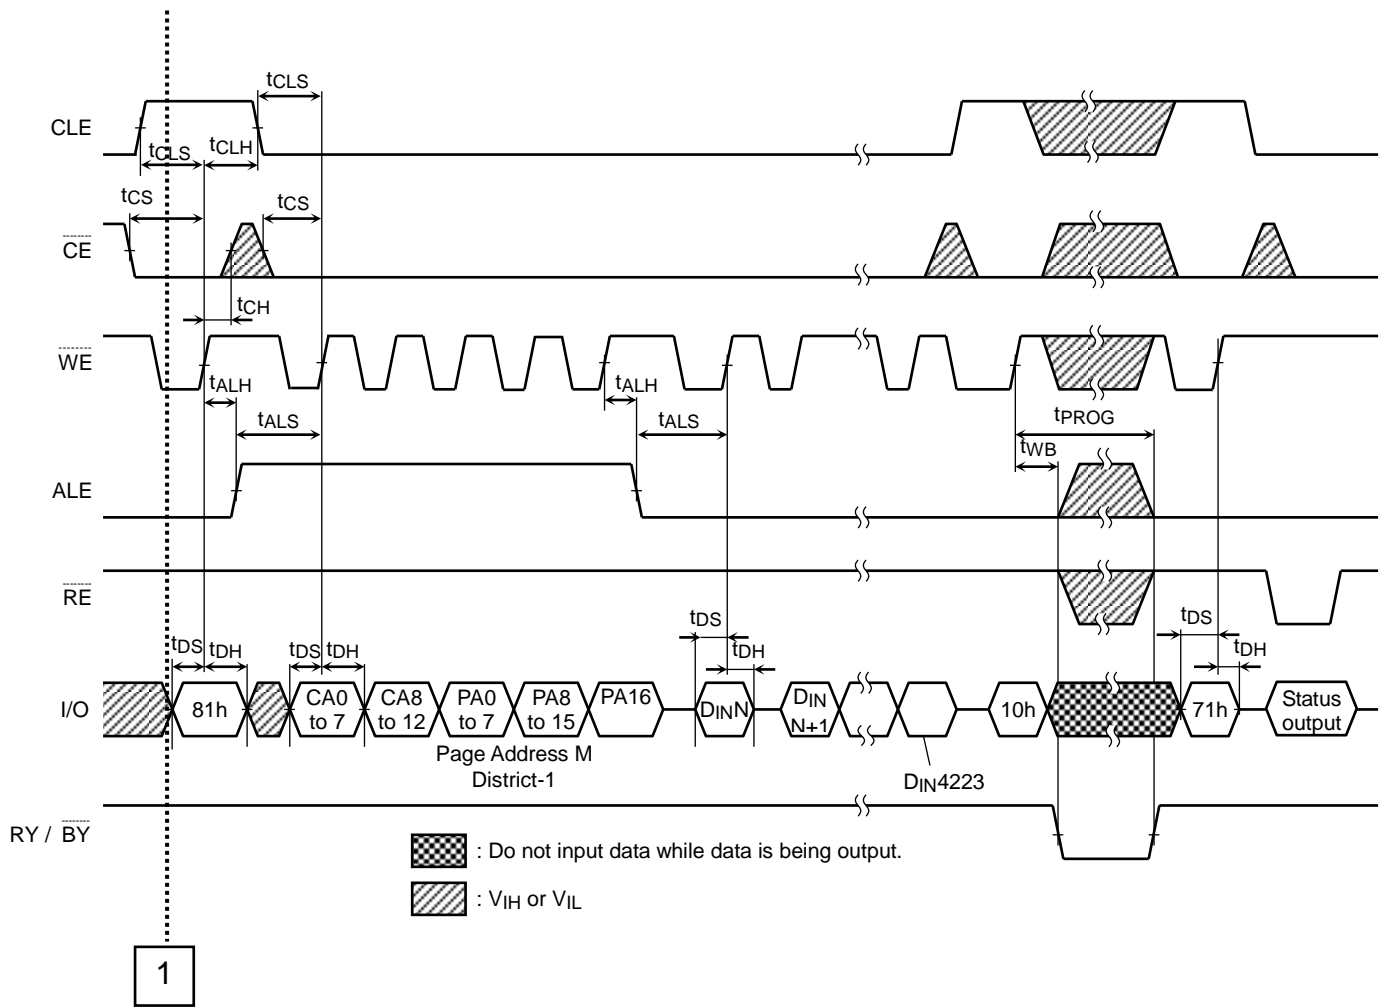 tCLS
CLE
tCLS
tCLH
tCS
tCS
CE
tCH
WE
tALH
tALH
tALS
tALS
tPROG
tWB
ALE
RE
tDS
tDH
tDS
tDH
tDS
tDH
tDS
tDH
I/O
81h
CA0 to 7
CA8 to 12
PA0 to 7
PA8 to 15
PA16
DINN
DIN N+1
10h
71h
Status output
Page Address M
District-1
DIN4223
RY / BY
: Do not input data while data is being output.
: VIH or VIL
1